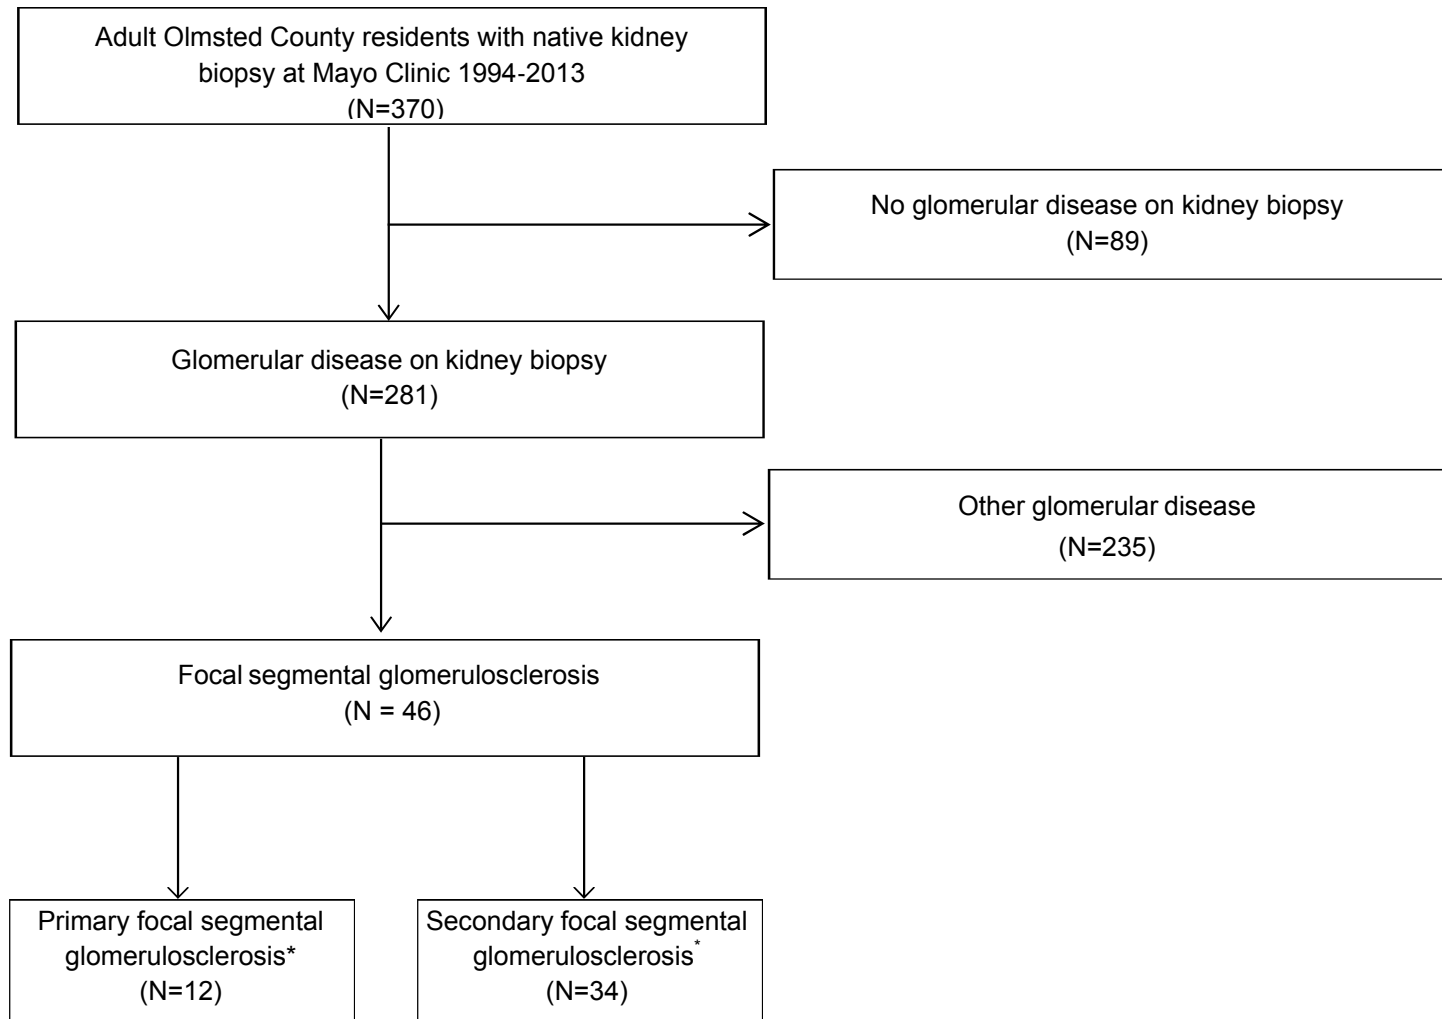 Adult Olmsted County residents with native kidney
biopsy at Mayo Clinic 1994-2013
(N=370)
No glomerular disease on kidney biopsy
(N=89)
Glomerular disease on kidney biopsy
(N=281)
Other glomerular disease
(N=235)
Focal segmental glomerulosclerosis
(N = 46)
Primary focal segmental
glomerulosclerosis*
(N=12)
Secondary focal segmental
glomerulosclerosis*
(N=34)